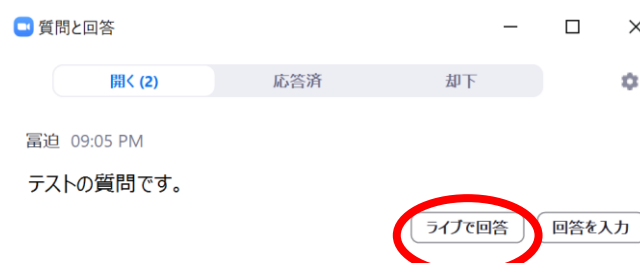 質問と回答
開く(2) 応答済 却下
冨迫 09:05 PM
テストの質問です。
ライブで回答 回答を入力